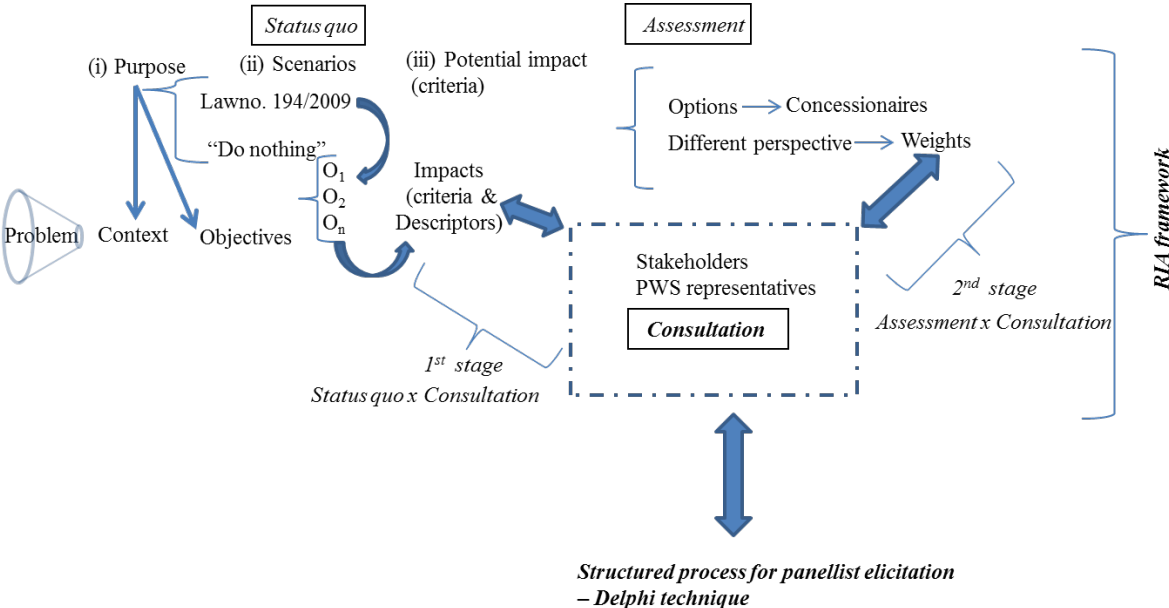 Status quo
Assessment
(i) Purpose
(ii) Scenarios
(iii) Potential impact
(criteria)
Lawno. 194/2009
“Do nothing”
O1
O2
On
Impacts
(criteria &
Descriptors)
Problem
Context
Objectives
Options
Concessionaires
Different perspective
Weights
Stakeholders
PWS representatives
Consultation
1st stage
Status quo x Consultation
2nd stage
Assessment x Consultation
RIA framework
Structured process for panellist elicitation
– Delphi technique